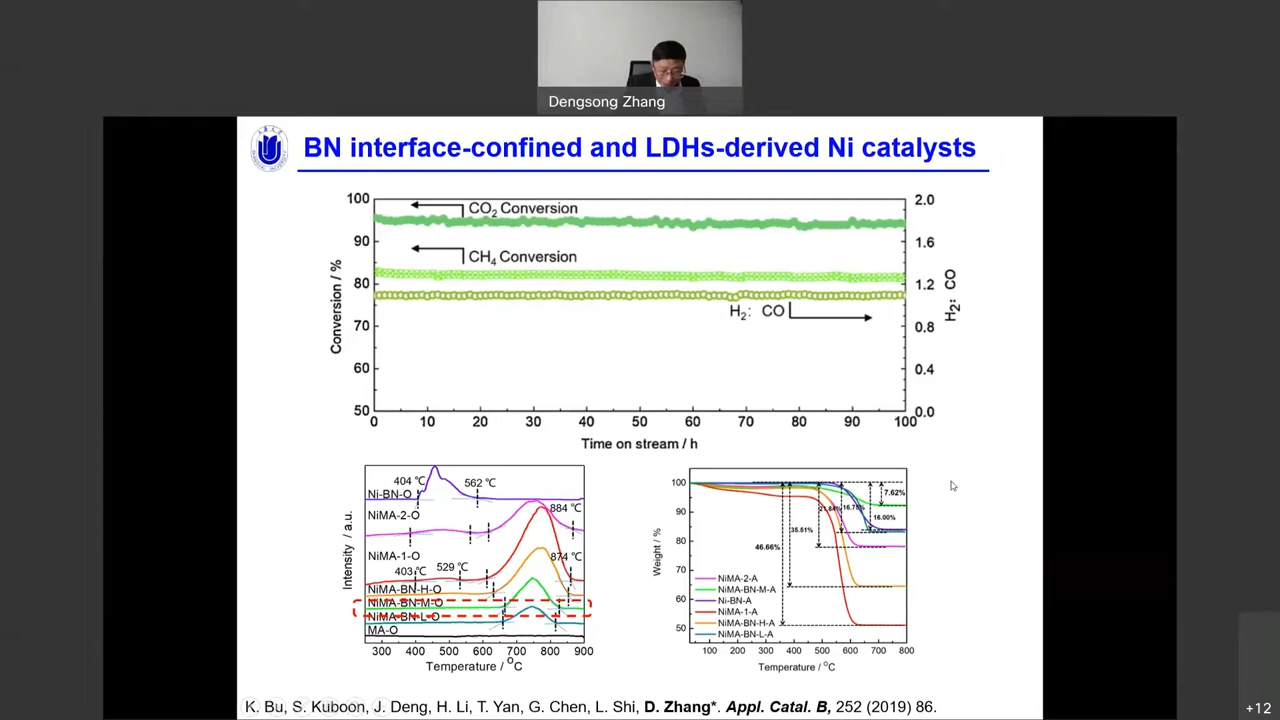 Dengsong Zhang
BN interface-confined and LDHs-derived Ni catalysts
100
90
80
70
60
50
Conversion / %
CO₂ Conversion
CH₄ Conversion
H₂: CO
2.0
1.6
1.2
0.8
0.4
0.0
H₂: CO
0 10 20 30 40 50 60 70 80 90 100
Time on stream / h
Intensity / a.u.
404 ℃
562 ℃
Ni-BN-O
NiMA-2-O
884 ℃
NiMA-1-O
874 ℃
403 ℃
529 ℃
NiMA-BN-H-O
NiMA-BN-M-O
NiMA-BN-L-O
MA-O
300 400 500 600 700 800 900
Temperature / °C
Weight / %
100
90
80
70
60
50
7.62%
21.84%
16.75%
16.00%
35.51%
46.66%
NiMA-2-A
NiMA-BN-M-A
Ni-BN-A
NiMA-1-A
NiMA-BN-H-A
NiMA-BN-L-A
100 200 300 400 500 600 700 800
Temperature / °C
K. Bu, S. Kuboon, J. Deng, H. Li, T. Yan, G. Chen, L. Shi, D. Zhang*. Appl. Catal. B, 252 (2019) 86.
+12